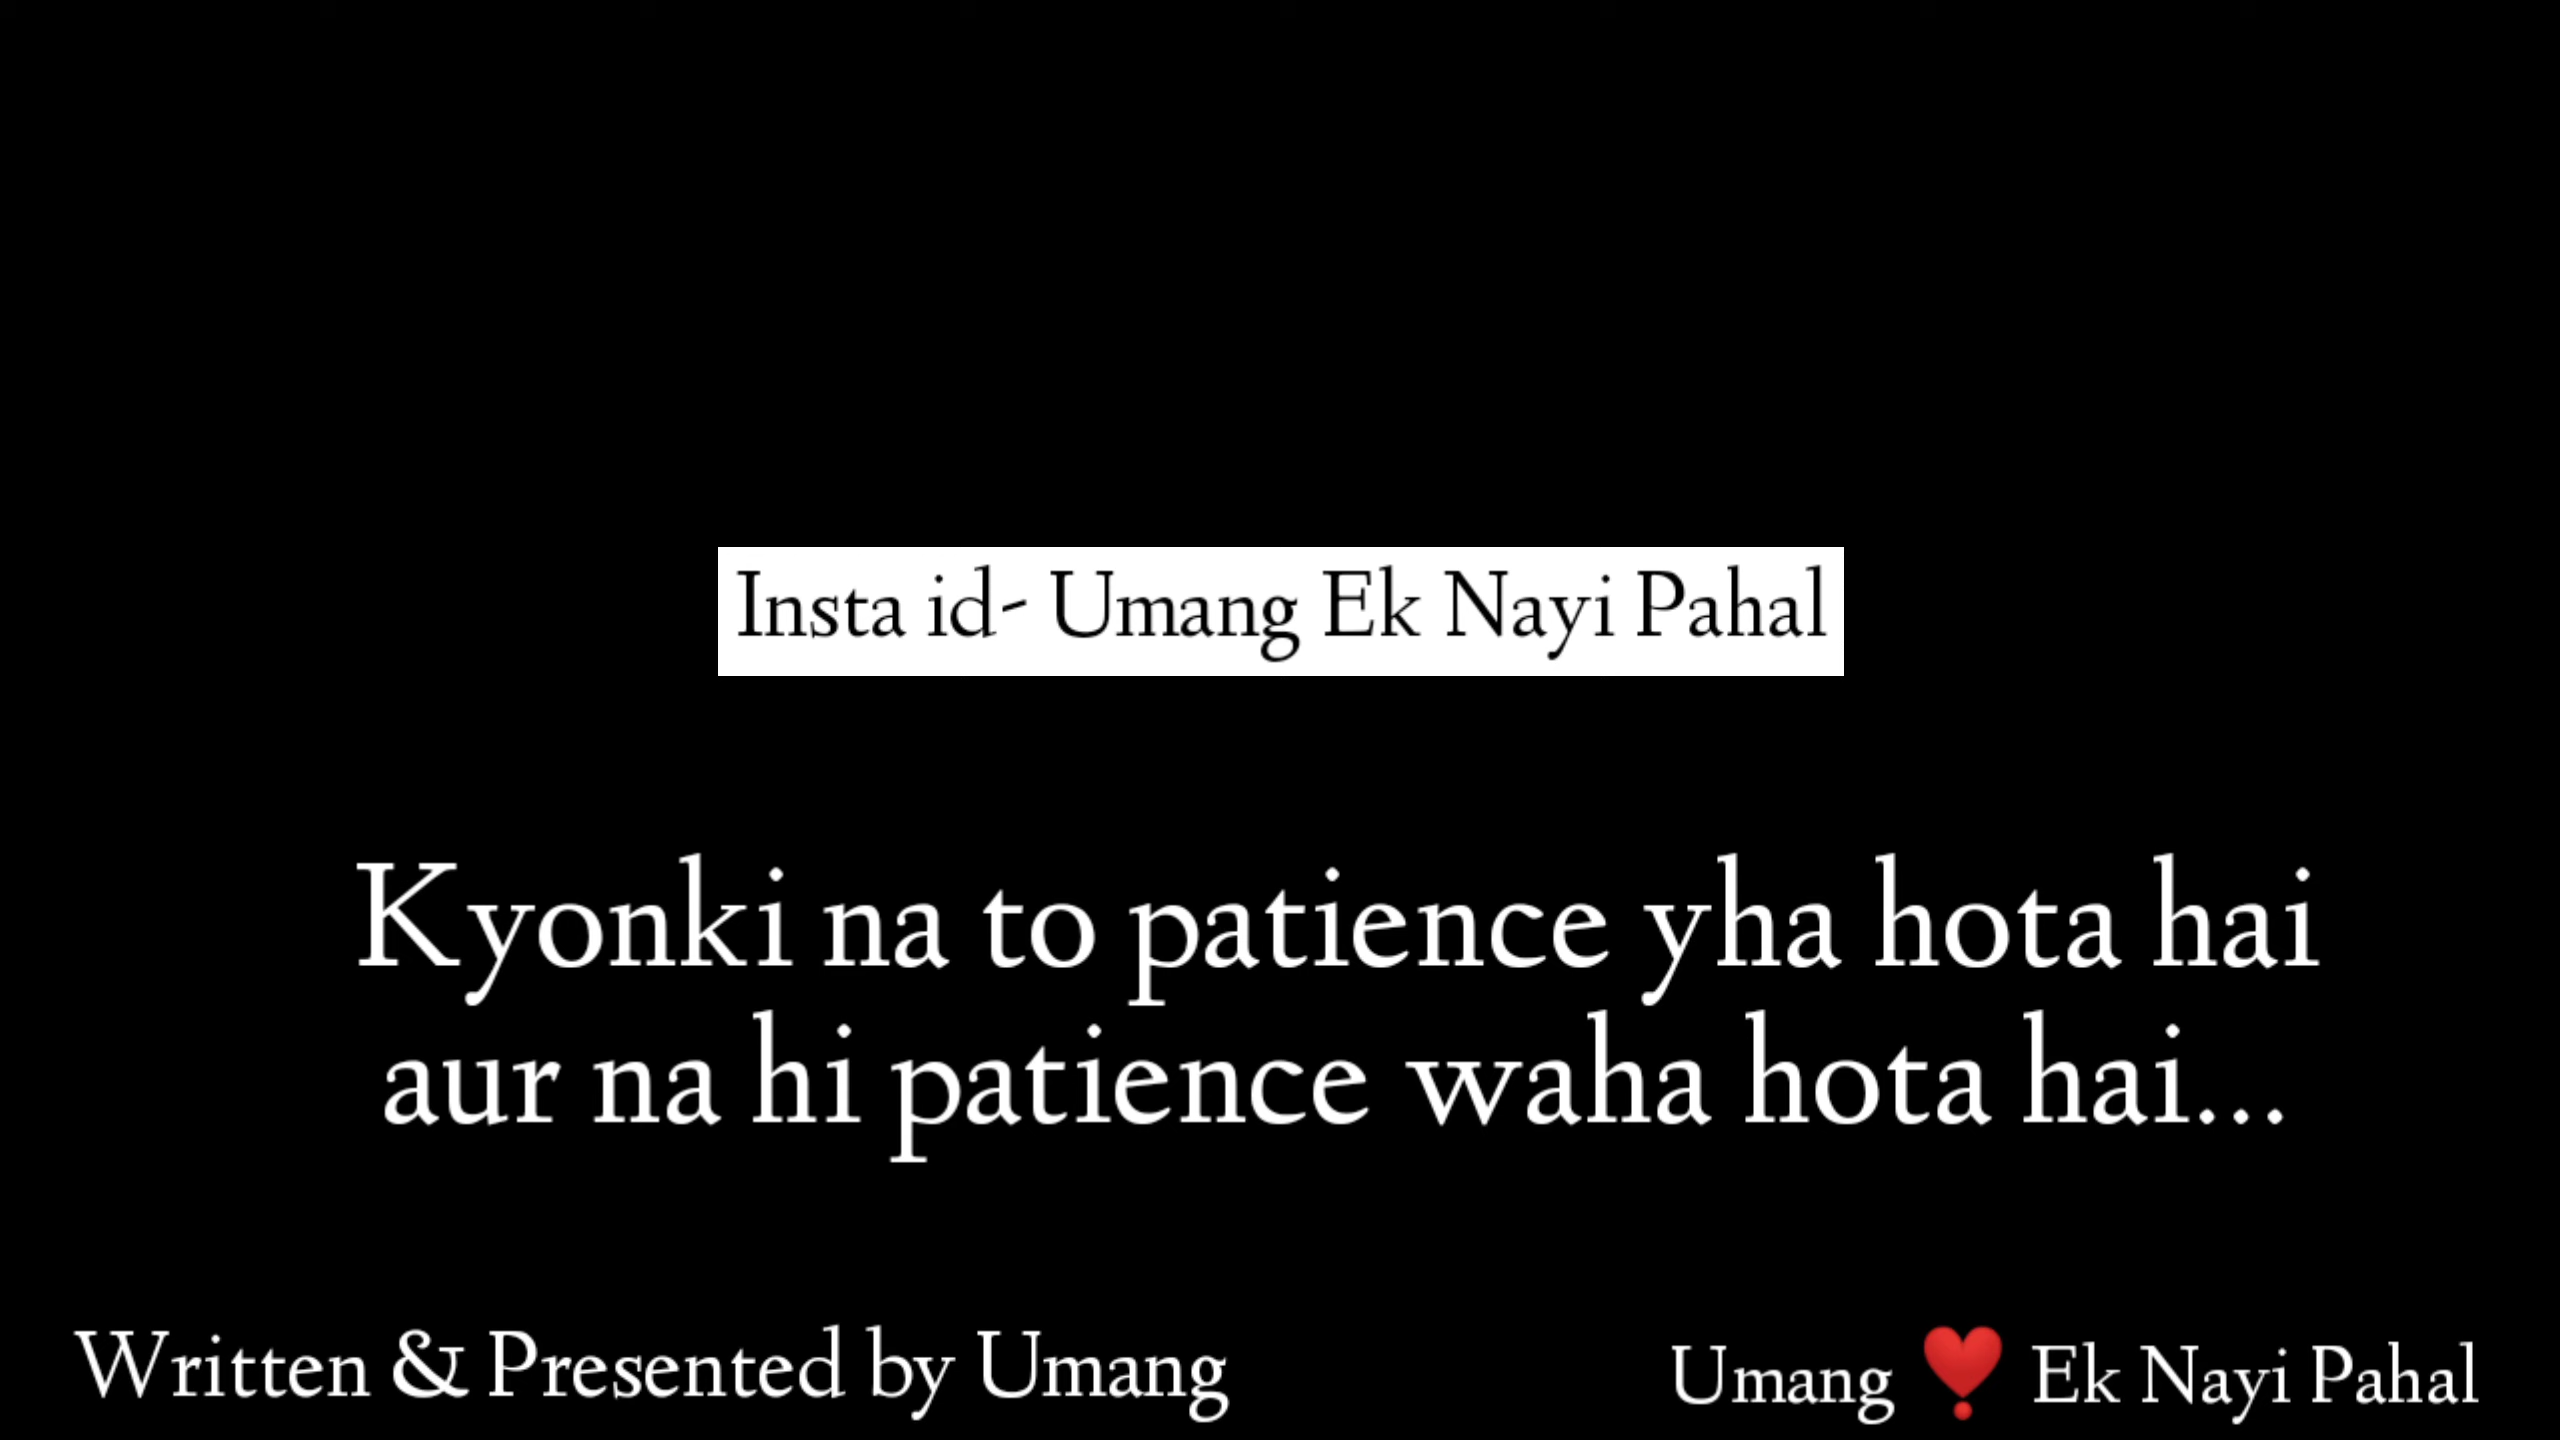 Insta id- Umang Ek Nayi Pahal
Kyonki na to patience yha hota hai
aur na hi patience waha hota hai...
Written & Presented by Umang
Umang ❣️ Ek Nayi Pahal